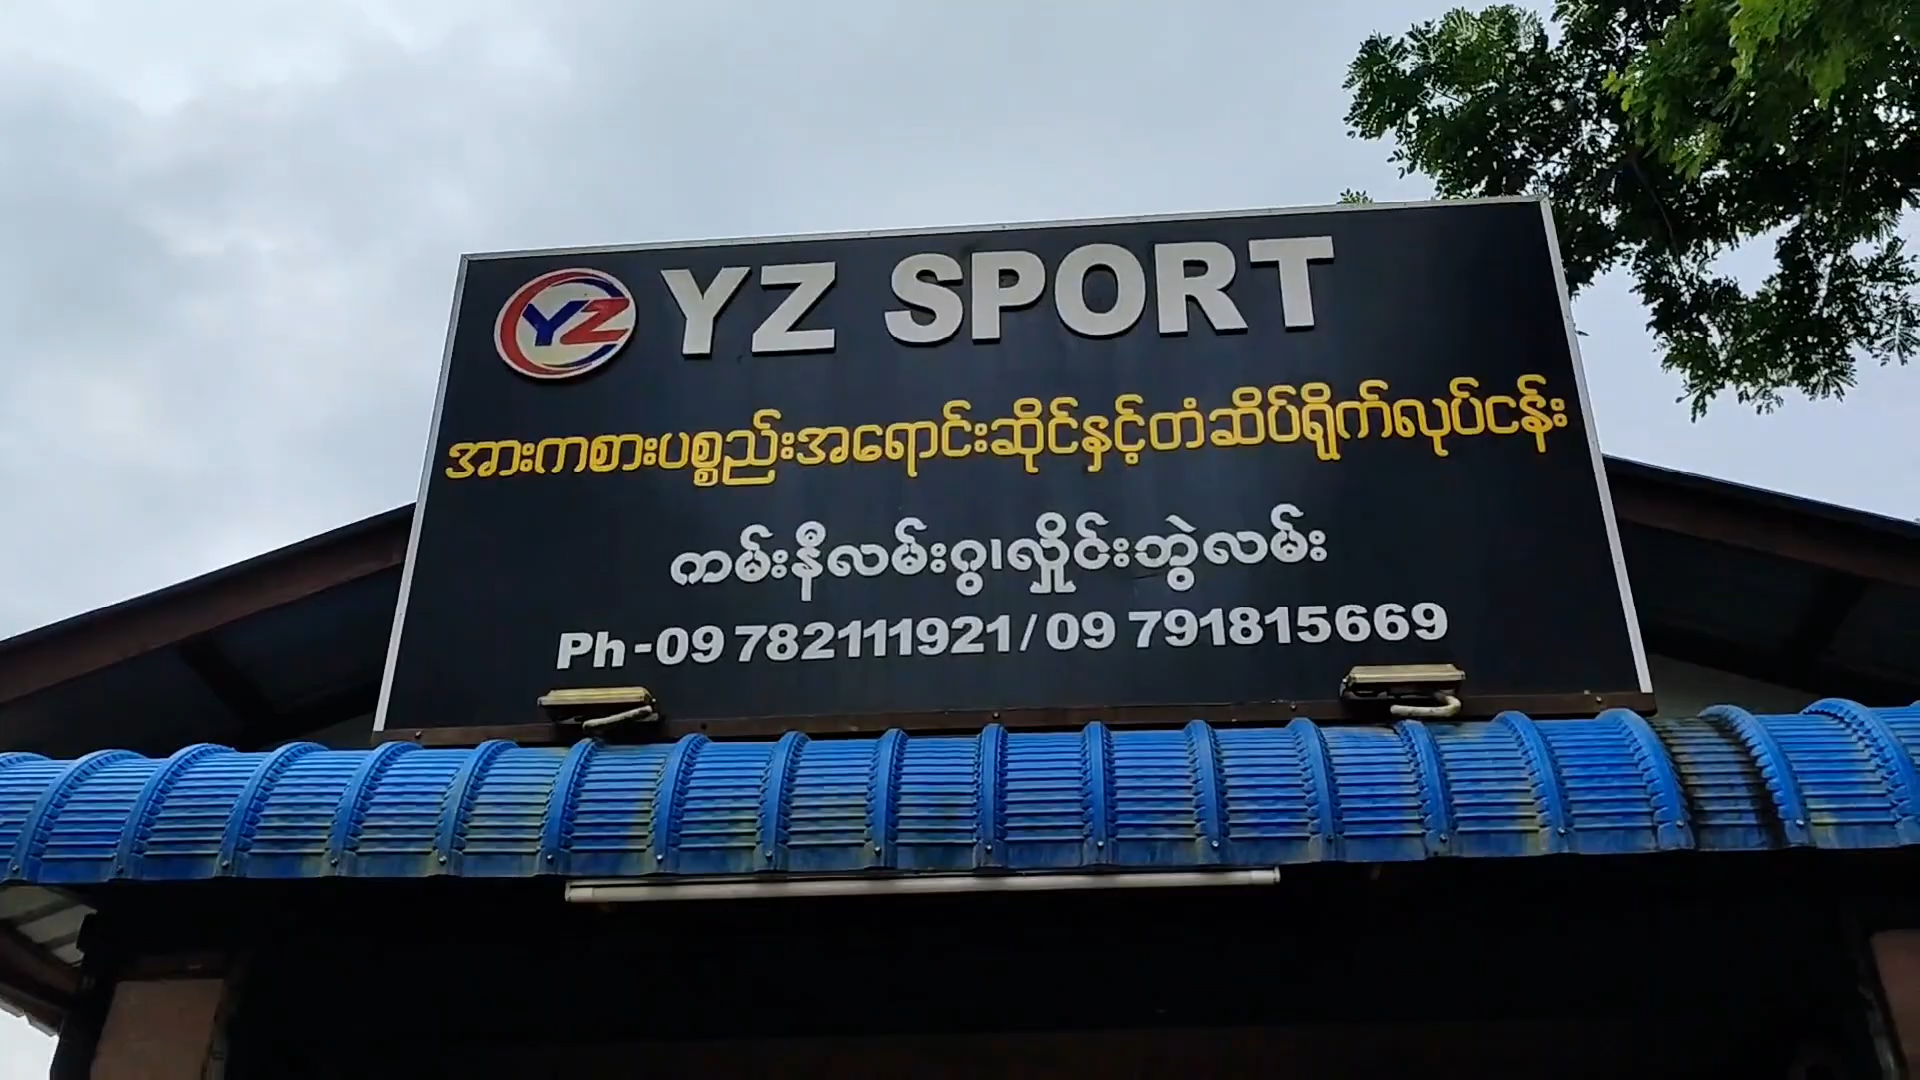 YZ YZ SPORT
အားကစားပစ္စည်းအရောင်းဆိုင်နှင့်တံဆိပ်ရိုက်လုပ်ငန်း
ကမ်းနီလမ်းဂွ၊လှိုင်းဘွဲ့လမ်း
Ph-09 782111921/09 791815669